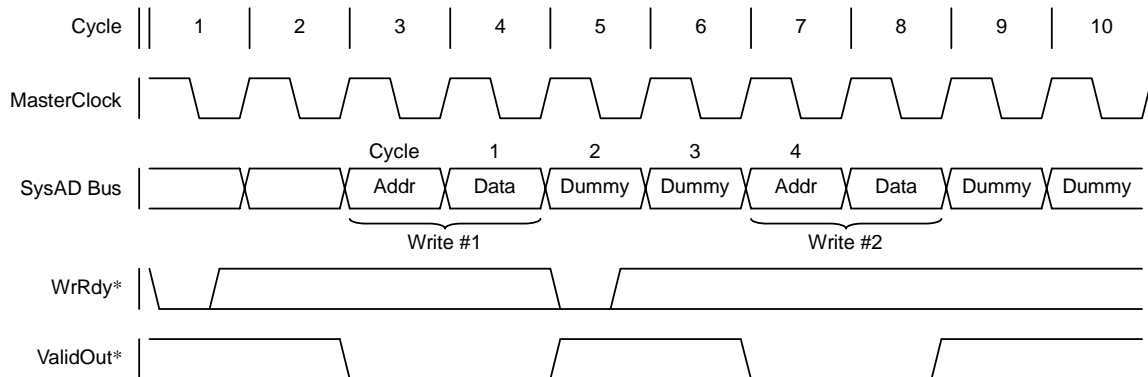 Cycle 1 2 3 4 5 6 7 8 9 10
MasterClock
Cycle 1 2 3 4
SysAD Bus Addr Data Dummy Dummy Addr Data Dummy Dummy
Write #1 Write #2
WrRdy*
ValidOut*